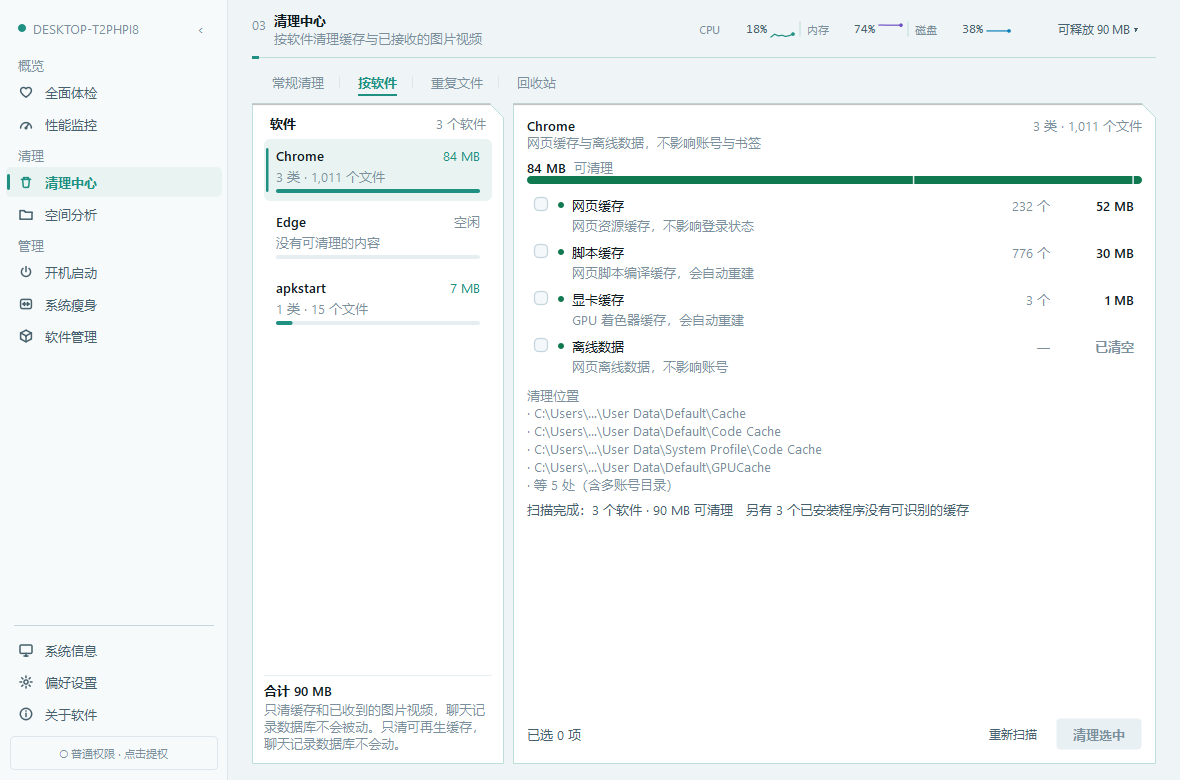 DESKTOP-T2PHPI8
概览
全面体检
性能监控
清理
清理中心
空间分析
管理
开机启动
系统瘦身
软件管理
系统信息
偏好设置
关于软件
普通权限 · 点击提权
03 清理中心
按软件清理缓存与已接收的图片视频
CPU 18% 内存 74% 磁盘 38% 可释放 90 MB
常规清理 按软件 重复文件 回收站
软件 3 个软件
Chrome 84 MB
3 类 · 1,011 个文件
Edge 空闲
没有可清理的内容
apkstart 7 MB
1 类 · 15 个文件
合计 90 MB
只清缓存和已收到的图片视频，聊天记
录数据库不会被动。只清可再生缓存，
聊天记录数据库不会动。
Chrome 3 类 · 1,011 个文件
网页缓存与离线数据，不影响账号与书签
84 MB 可清理
网页缓存 232 个 52 MB
网页资源缓存，不影响登录状态
脚本缓存 776 个 30 MB
网页脚本编译缓存，会自动重建
显卡缓存 3 个 1 MB
GPU 着色器缓存，会自动重建
离线数据 — 已清空
网页离线数据，不影响账号
清理位置
· C:\Users\...\User Data\Default\Cache
· C:\Users\...\User Data\Default\Code Cache
· C:\Users\...\User Data\System Profile\Code Cache
· C:\Users\...\User Data\Default\GPUCache
· 等 5 处（含多账号目录）
扫描完成：3 个软件 · 90 MB 可清理 另有 3 个已安装程序没有可识别的缓存
已选 0 项 重新扫描 清理选中